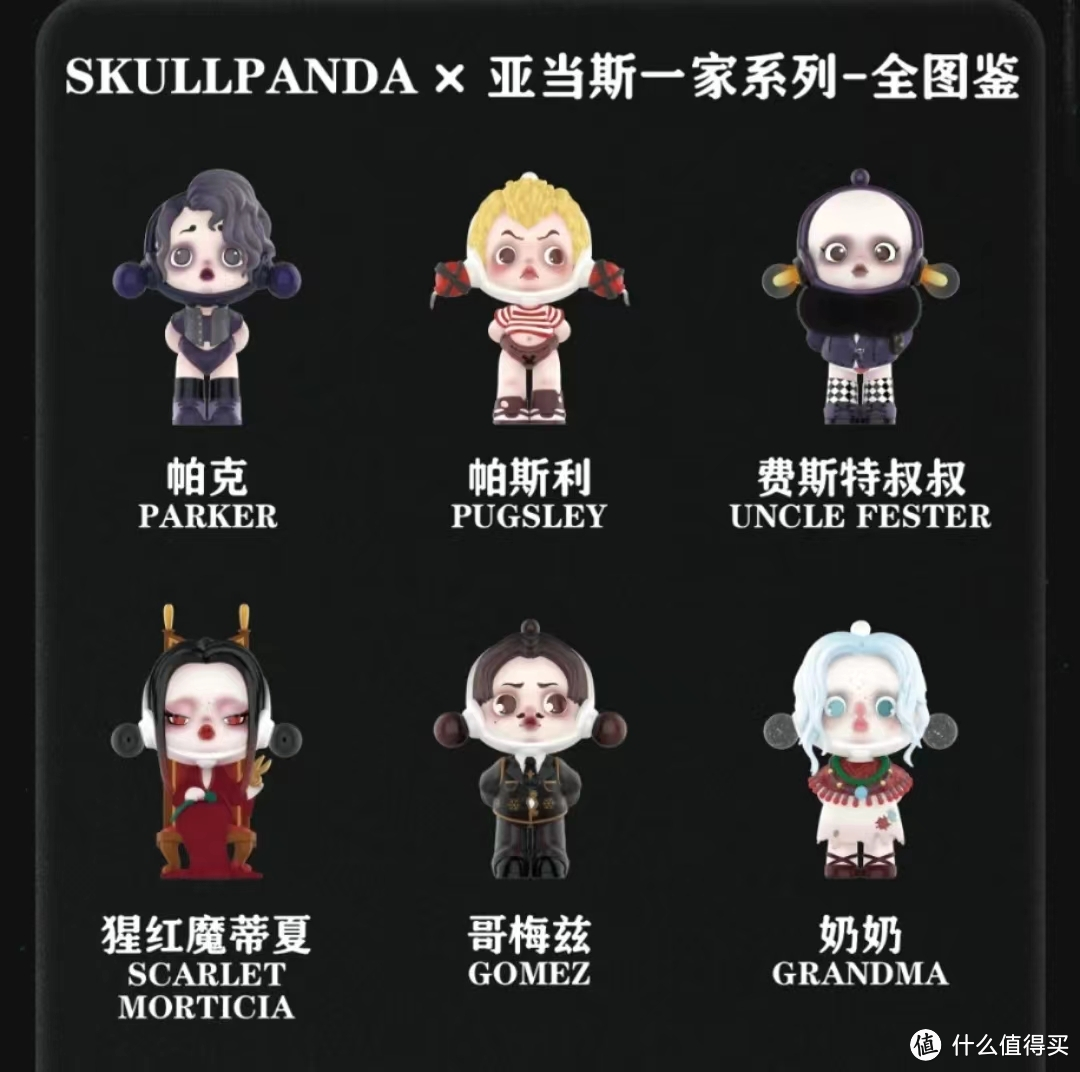 SKULLPANDA × 亚当斯一家系列-全图鉴
帕克
PARKER
帕斯利
PUGSLEY
费斯特叔叔
UNCLE FESTER
猩红魔蒂夏
SCARLET
MORTICIA
哥梅兹
GOMEZ
奶奶
GRANDMA
值 什么值得买